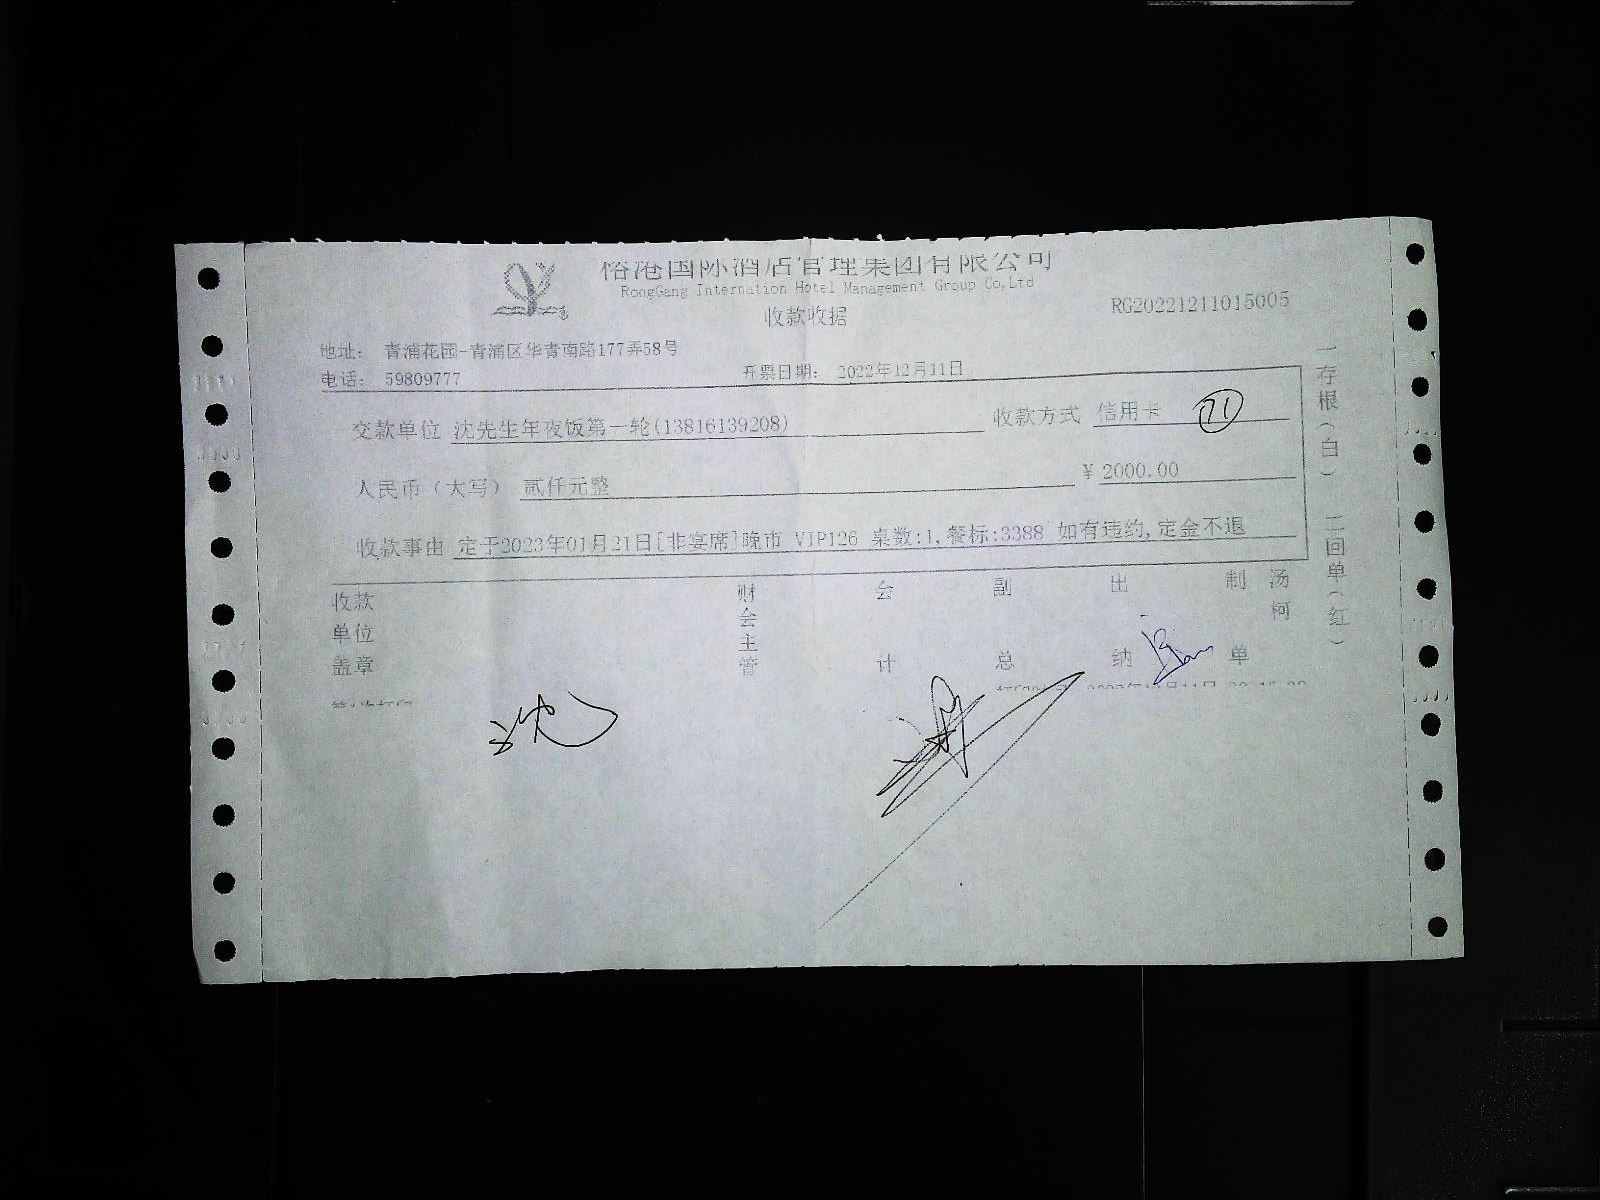 榕港国际酒店管理集团有限公司
RongGang Internation Hotel Management Group Co,Ltd
收款收据
RG20221211015005
地址: 青浦花园-青浦区华青南路177弄58号
电话: 59809777 开票日期: 2022年12月11日
交款单位 沈先生年夜饭第一轮(13816139208) 收款方式 信用卡 71
人民币（大写） 贰仟元整 ￥2000.00
收款事由 定于2023年01月21日[非宴席]晚市 VIP126 桌数:1,餐标:3388 如有违约,定金不退
收款单位盖章 财会主管 会计 副总 出纳 制单 汤柯
一存根（白） 二回单（红）
沈